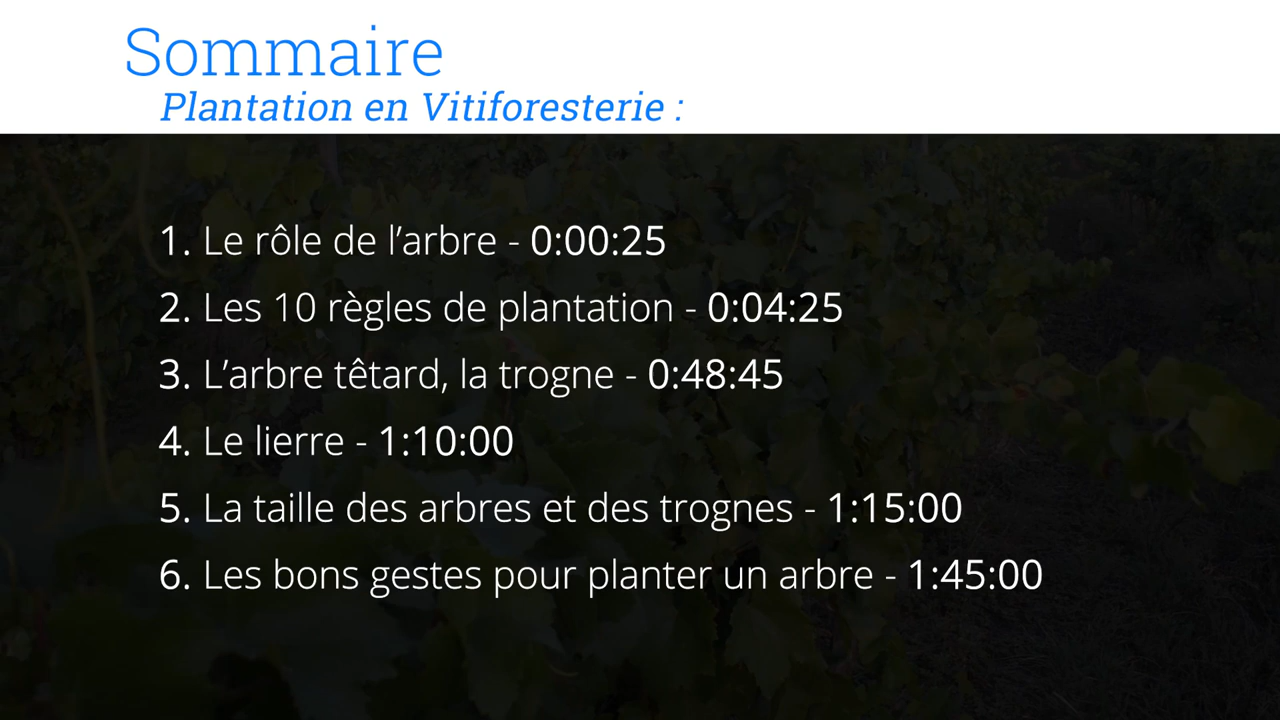 Sommaire
Plantation en Vitiforesterie :
1. Le rôle de l’arbre - 0:00:25
2. Les 10 règles de plantation - 0:04:25
3. L’arbre têtard, la trogne - 0:48:45
4. Le lierre - 1:10:00
5. La taille des arbres et des trognes - 1:15:00
6. Les bons gestes pour planter un arbre - 1:45:00